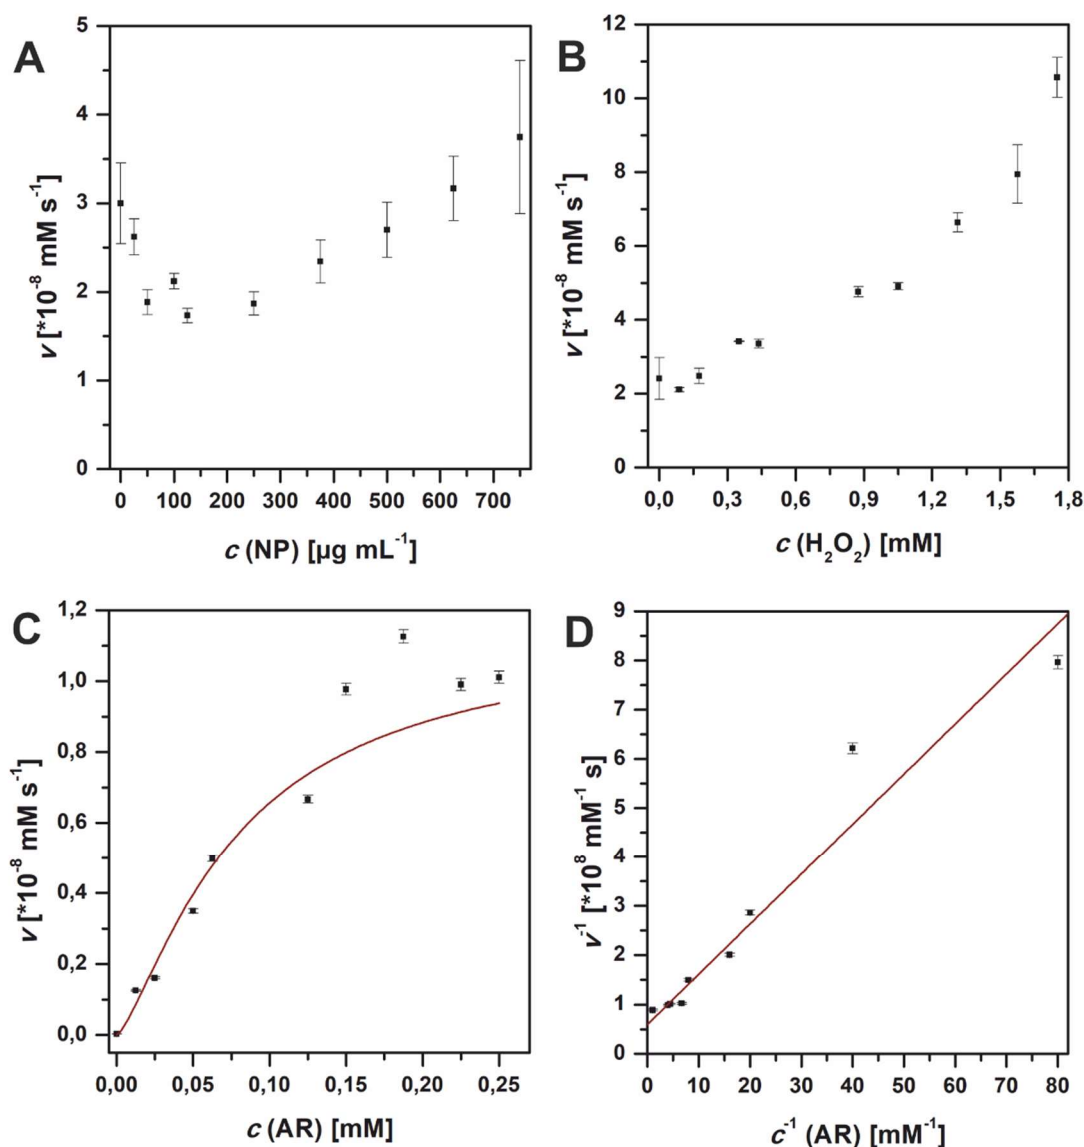 A
5
4
3
2
1
0
v [*10⁻⁸ mM s⁻¹]
0 100 200 300 400 500 600 700
c (NP) [µg mL⁻¹]
B
12
10
8
6
4
2
0
v [*10⁻⁸ mM s⁻¹]
0,0 0,3 0,6 0,9 1,2 1,5 1,8
c (H₂O₂) [mM]
C
1,2
1,0
0,8
0,6
0,4
0,2
0,0
v [*10⁻⁸ mM s⁻¹]
0,00 0,05 0,10 0,15 0,20 0,25
c (AR) [mM]
D
9
8
7
6
5
4
3
2
1
0
v⁻¹ [*10⁸ mM⁻¹ s]
0 10 20 30 40 50 60 70 80
c⁻¹ (AR) [mM⁻¹]